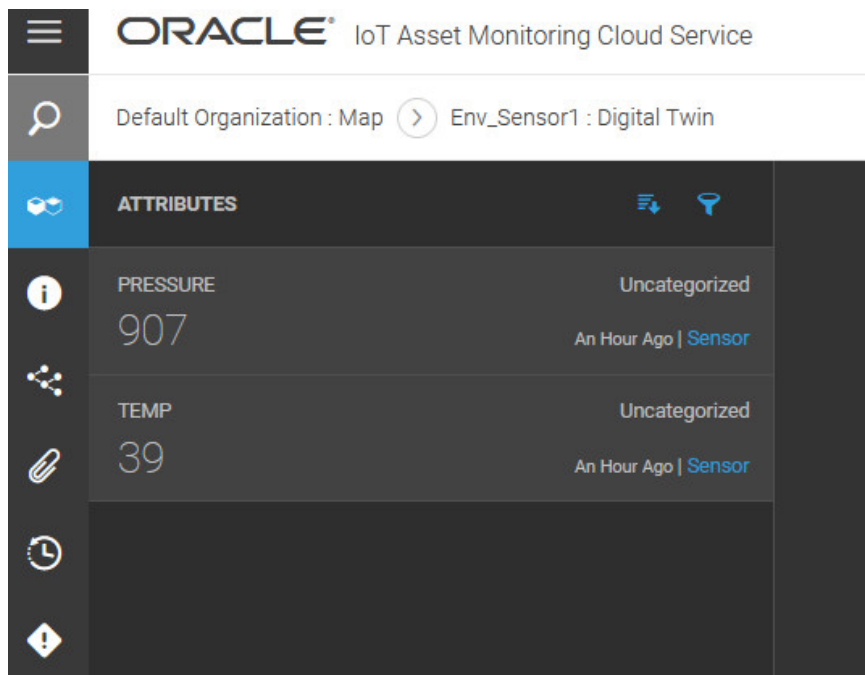 ORACLE® IoT Asset Monitoring Cloud Service
Default Organization : Map > Env_Sensor1 : Digital Twin
ATTRIBUTES
PRESSURE Uncategorized
907 An Hour Ago | Sensor
TEMP Uncategorized
39 An Hour Ago | Sensor